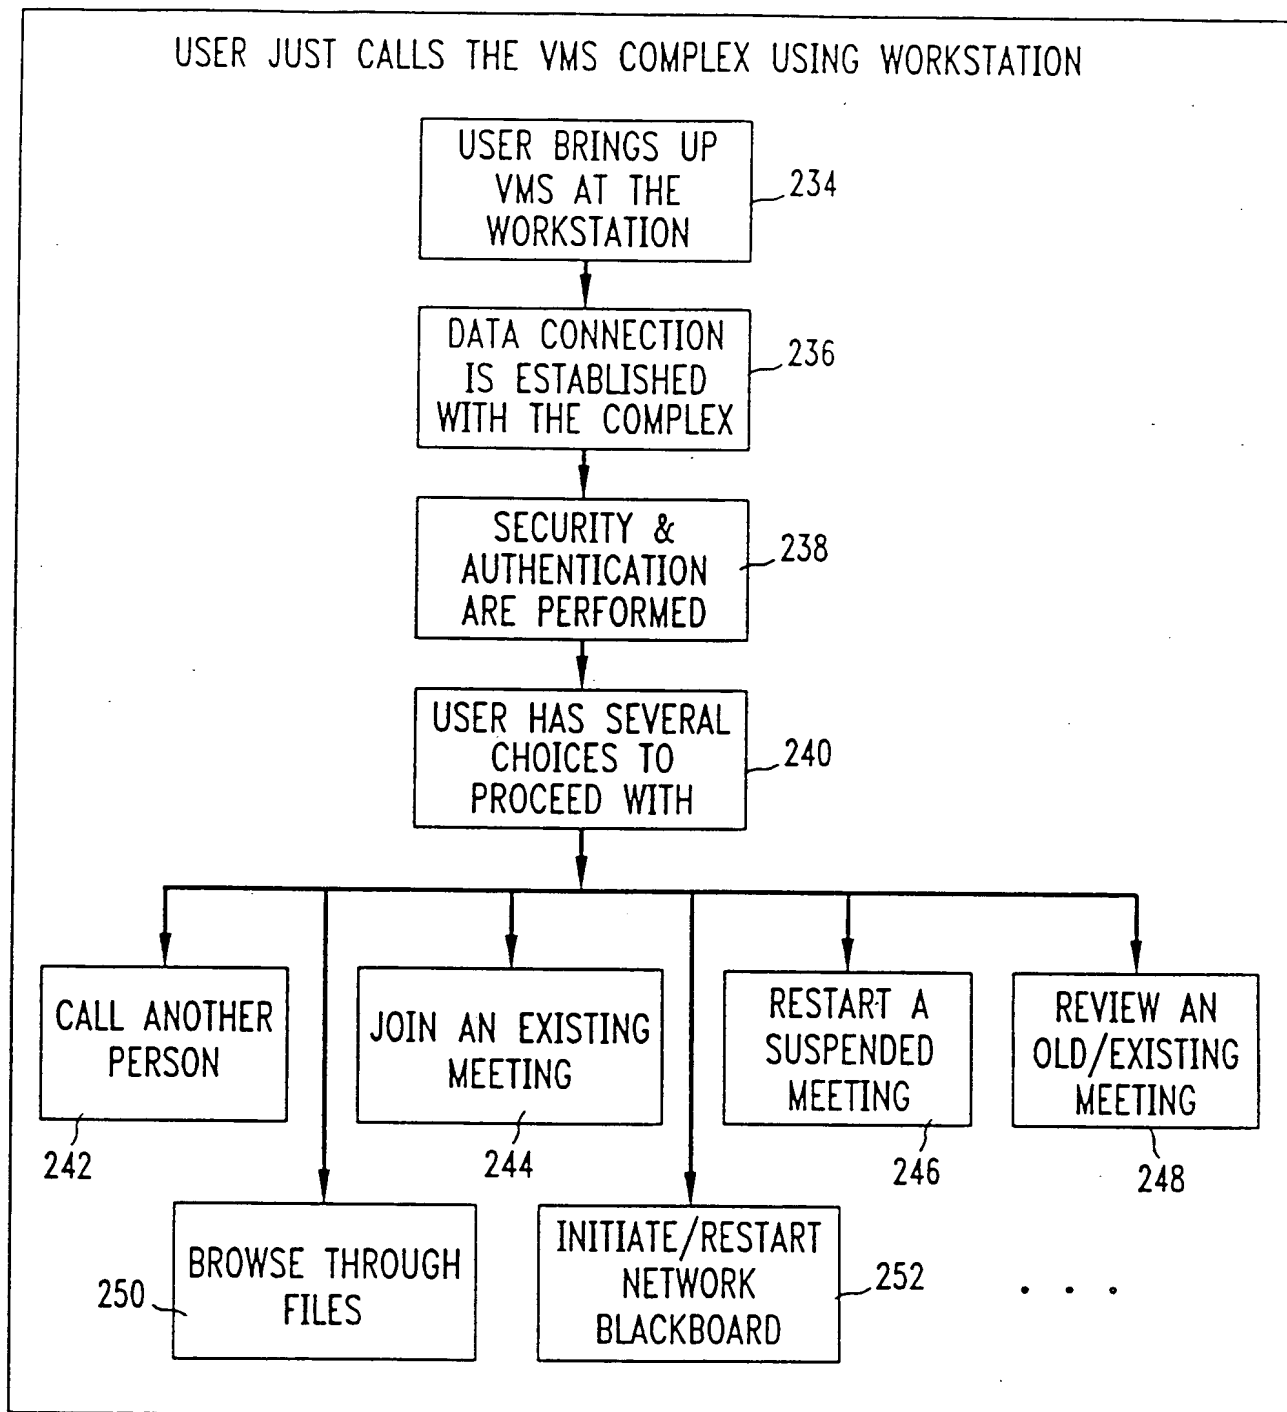 USER JUST CALLS THE VMS COMPLEX USING WORKSTATION
USER BRINGS UP
VMS AT THE
WORKSTATION
234
DATA CONNECTION
IS ESTABLISHED
WITH THE COMPLEX
236
SECURITY &
AUTHENTICATION
ARE PERFORMED
238
USER HAS SEVERAL
CHOICES TO
PROCEED WITH
240
CALL ANOTHER
PERSON
242
JOIN AN EXISTING
MEETING
244
RESTART A
SUSPENDED
MEETING
246
REVIEW AN
OLD/EXISTING
MEETING
248
BROWSE THROUGH
FILES
250
INITIATE/RESTART
NETWORK
BLACKBOARD
252
. . .